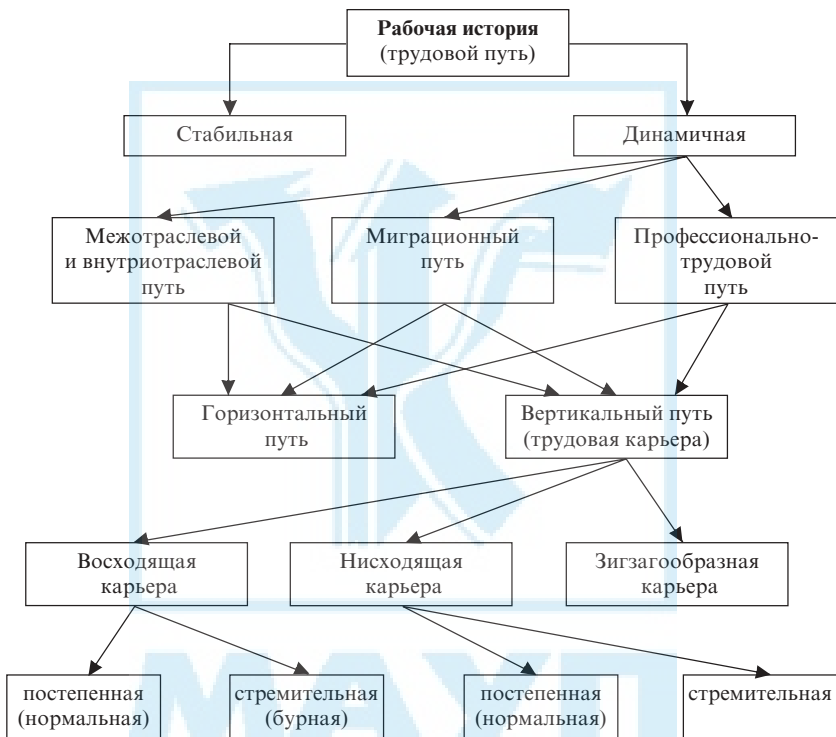 Рабочая история
(трудовой путь)
Стабильная
Динамичная
Межотраслевой
и внутриотраслевой
путь
Миграционный
путь
Профессионально-
трудовой
путь
Горизонтальный
путь
Вертикальный путь
(трудовая карьера)
Восходящая
карьера
Нисходящая
карьера
Зигзагообразная
карьера
постепенная
(нормальная)
стремительная
(бурная)
постепенная
(нормальная)
стремительная
МАУП